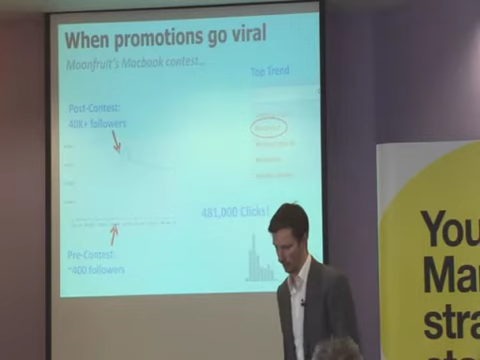 When promotions go viral
Moonfruit's Macbook contest...
Top Trend
Post-Contest:
40K+ followers
481,000 Clicks!
Pre-Contest:
~400 followers
You
Ma
stra